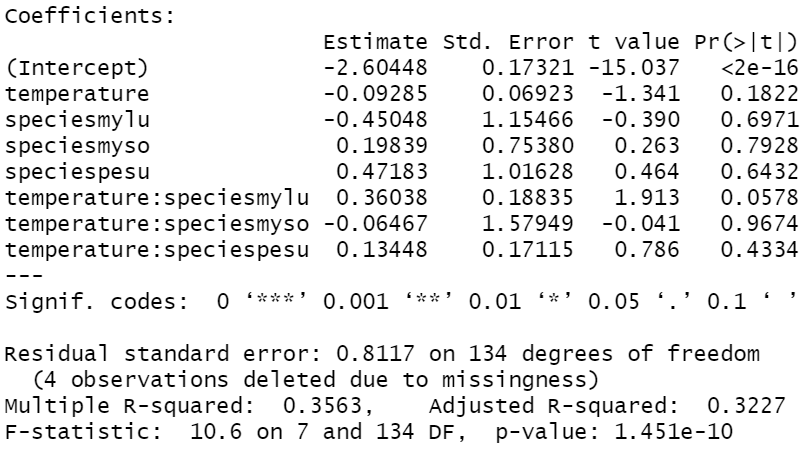 Coefficients:
Estimate Std. Error t value Pr(>|t|)
(Intercept) -2.60448 0.17321 -15.037 <2e-16
temperature -0.09285 0.06923 -1.341 0.1822
speciesmylu -0.45048 1.15466 -0.390 0.6971
speciesmyso 0.19839 0.75380 0.263 0.7928
speciespesu 0.47183 1.01628 0.464 0.6432
temperature:speciesmylu 0.36038 0.18835 1.913 0.0578
temperature:speciesmyso -0.06467 1.57949 -0.041 0.9674
temperature:speciespesu 0.13448 0.17115 0.786 0.4334
---
Signif. codes: 0 ‘***’ 0.001 ‘**’ 0.01 ‘*’ 0.05 ‘.’ 0.1 ‘ ’
Residual standard error: 0.8117 on 134 degrees of freedom
(4 observations deleted due to missingness)
Multiple R-squared: 0.3563, Adjusted R-squared: 0.3227
F-statistic: 10.6 on 7 and 134 DF, p-value: 1.451e-10